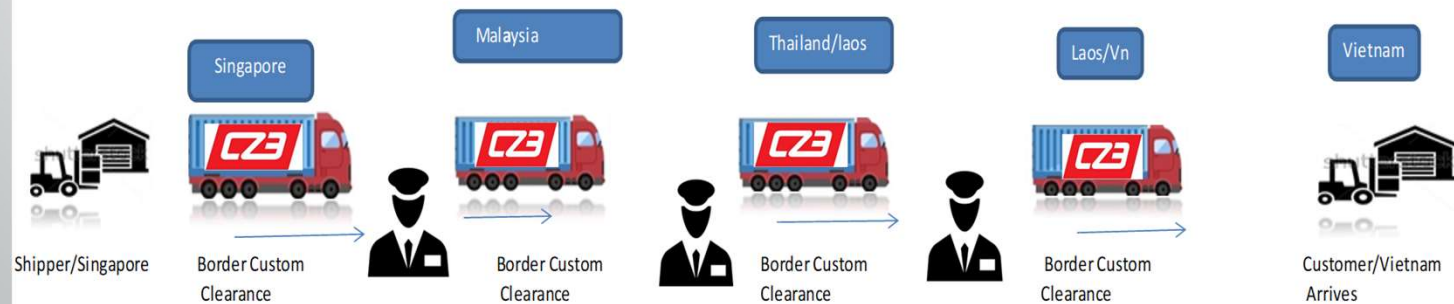 Singapore
Malaysia
Thailand/laos
Laos/Vn
Vietnam
CZ3
CZ3
CZ3
CZ3
Shipper/Singapore
Border Custom
Clearance
Border Custom
Clearance
Border Custom
Clearance
Border Custom
Clearance
Customer/Vietnam
Arrives